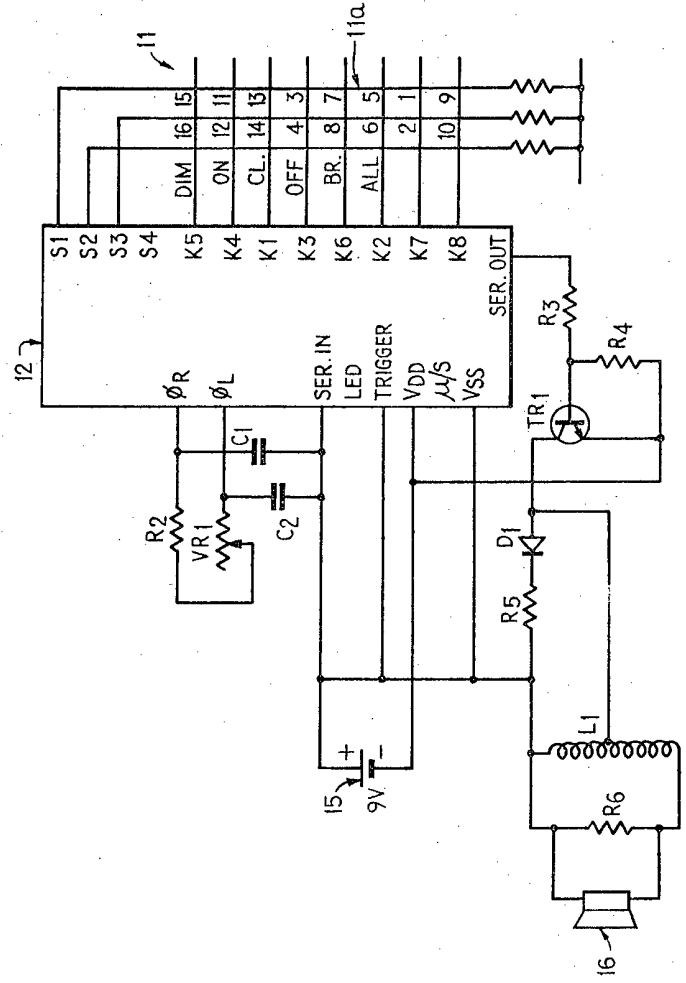 11
11a
12
S1
S2
S3
S4
K5
K4
K1
K3
K6
K2
K7
K8
SER. OUT
DIM 16 15
ON 12 11
CL. 14 13
OFF 4 3
BR. 8 7
ALL 6 5
2 1
10 9
ØR
ØL
SER. IN
LED
TRIGGER
VDD
μ/S
VSS
R2
VR1
C1
C2
15
+
-
9V
R3
R4
TR1
D1
R5
L1
R6
16